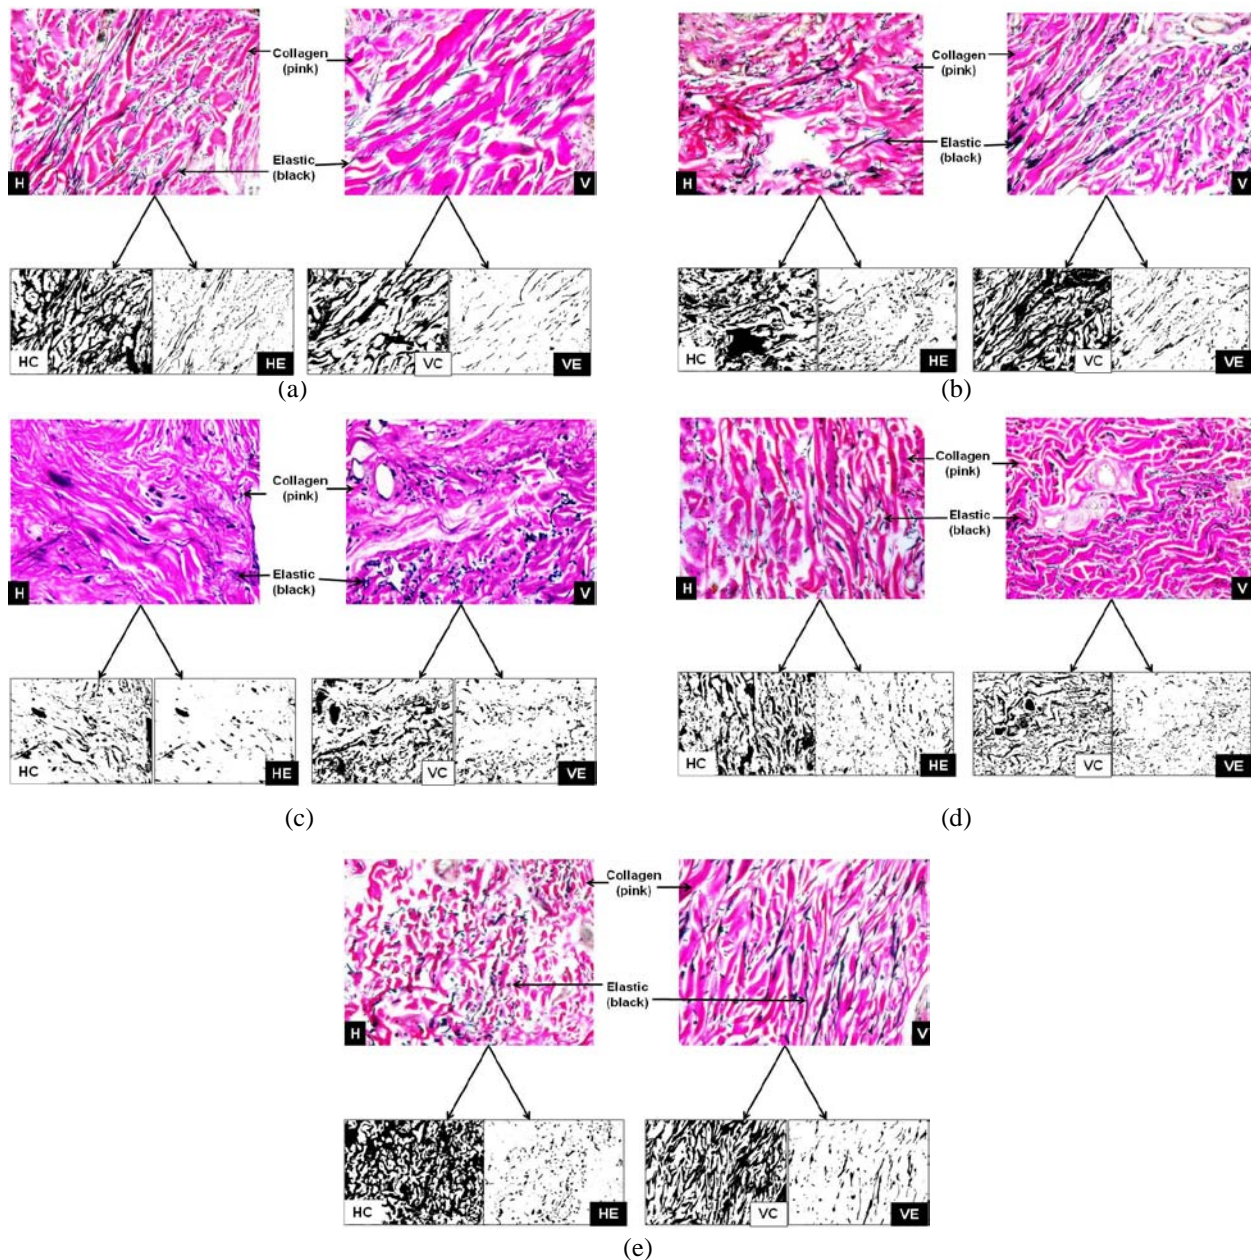 Collagen
(pink)
Elastic
(black)
H
V
HC
HE
VC
VE
(a)
Collagen
(pink)
Elastic
(black)
H
V
HC
HE
VC
VE
(b)
Collagen
(pink)
Elastic
(black)
H
V
HC
HE
VC
VE
(c)
Collagen
(pink)
Elastic
(black)
H
V
HC
HE
VC
VE
(d)
Collagen
(pink)
Elastic
(black)
H
V
HC
HE
VC
VE
(e)